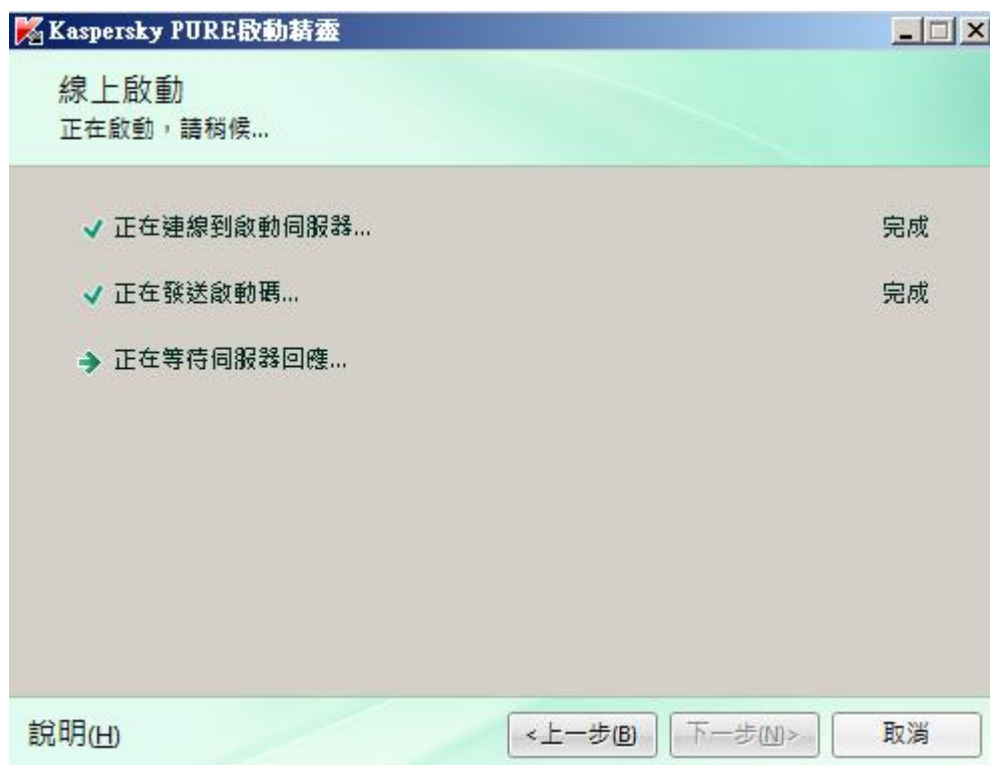 Kaspersky PURE啟動精靈
線上啟動
正在啟動，請稍候...
正在連線到啟動伺服器... 完成
正在發送啟動碼... 完成
正在等待伺服器回應...
說明(H) <上一步(B) 下一步(N)> 取消